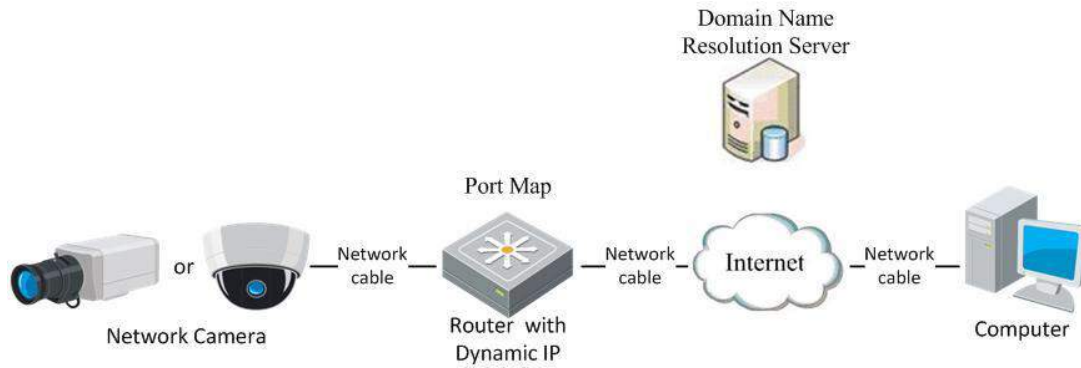 Domain Name
Resolution Server
Port Map
or
Network
cable
Network
cable
Internet
Network
cable
Network Camera
Router with
Dynamic IP
Computer